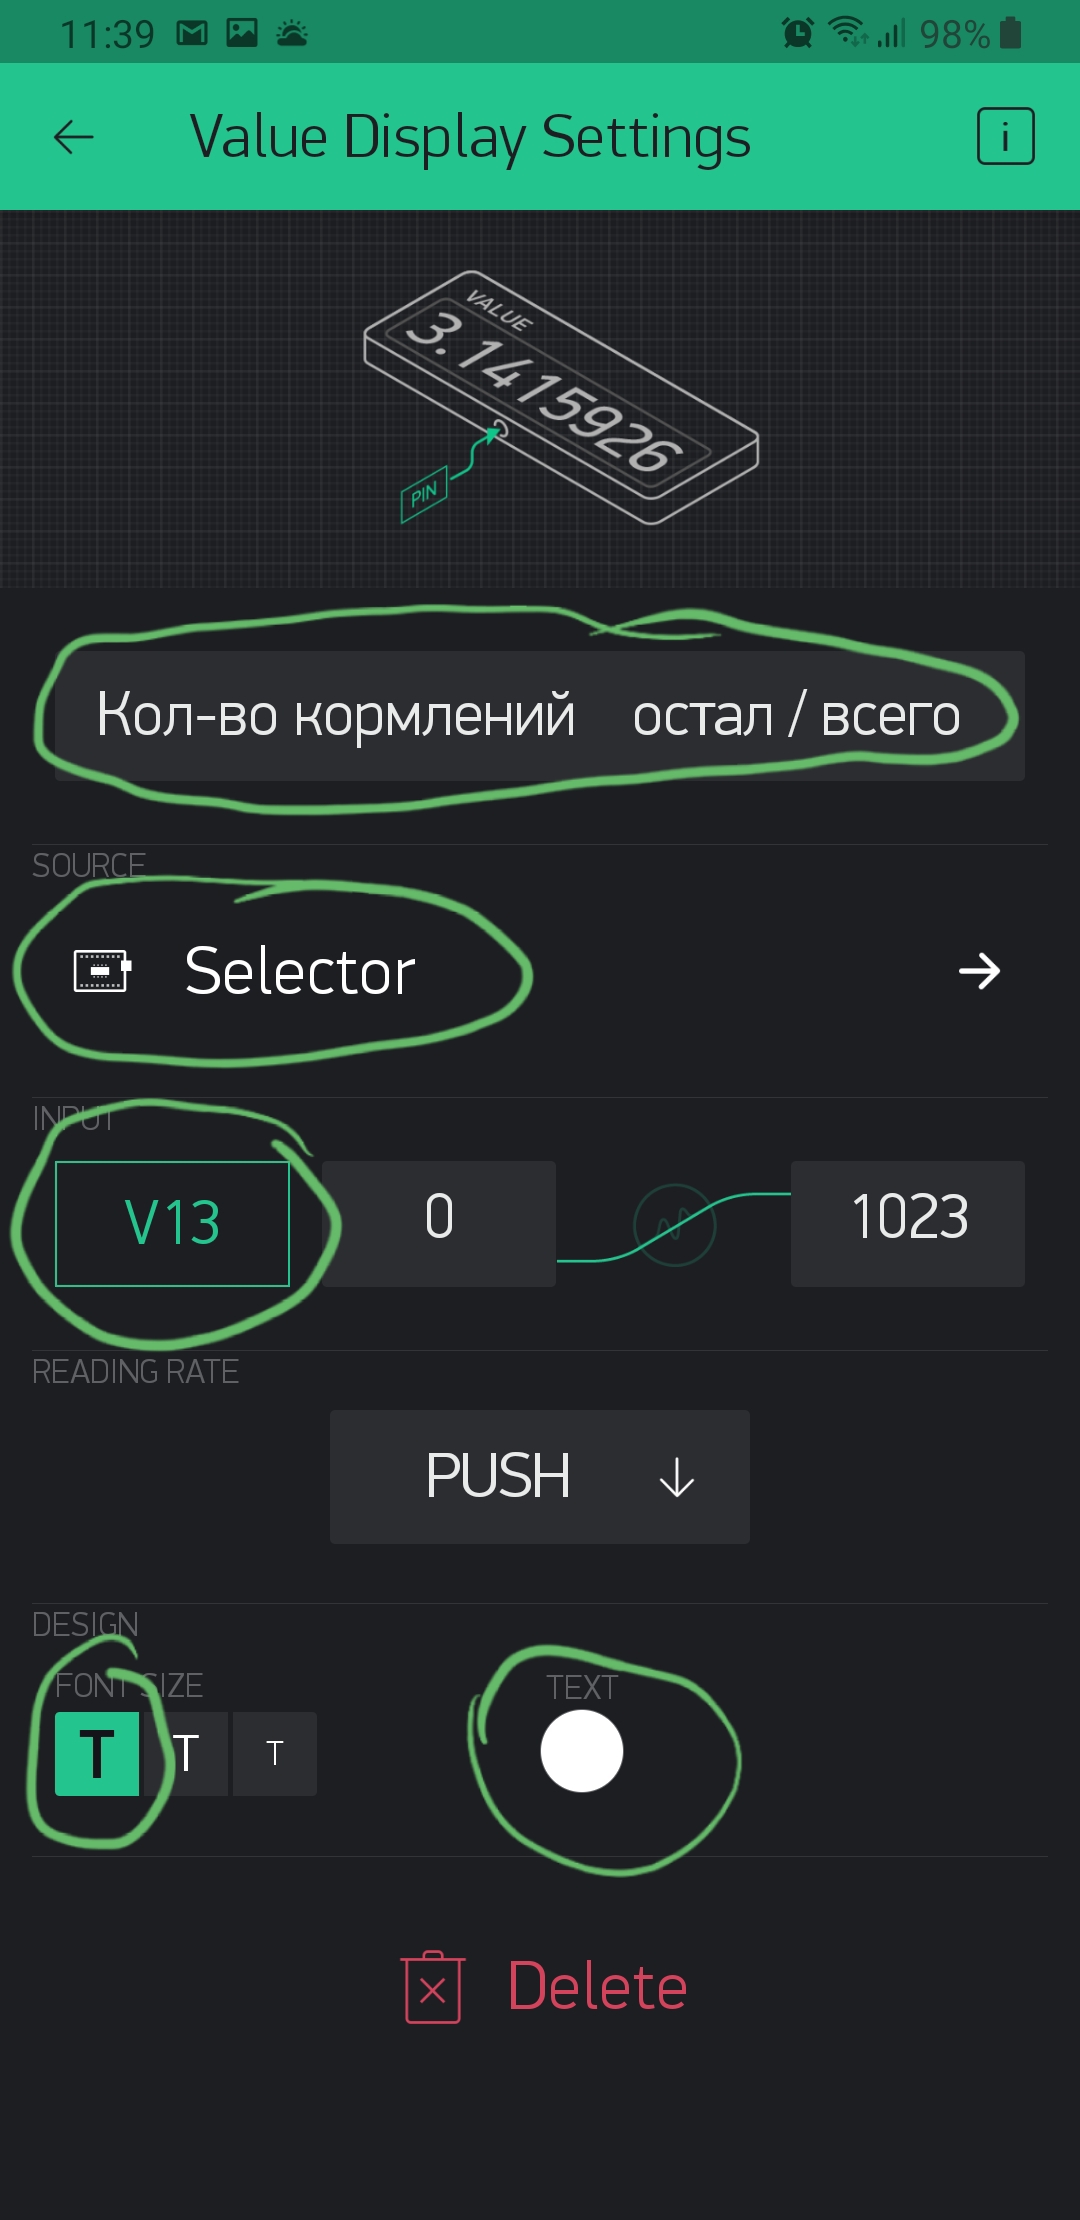 11:39 98%
Value Display Settings i
VALUE
3.1415926
PIN
Кол-во кормлений остал / всего
SOURCE
Selector
INPUT
V13 0 1023
READING RATE
PUSH
DESIGN
FONT SIZE TEXT
T T T
Delete